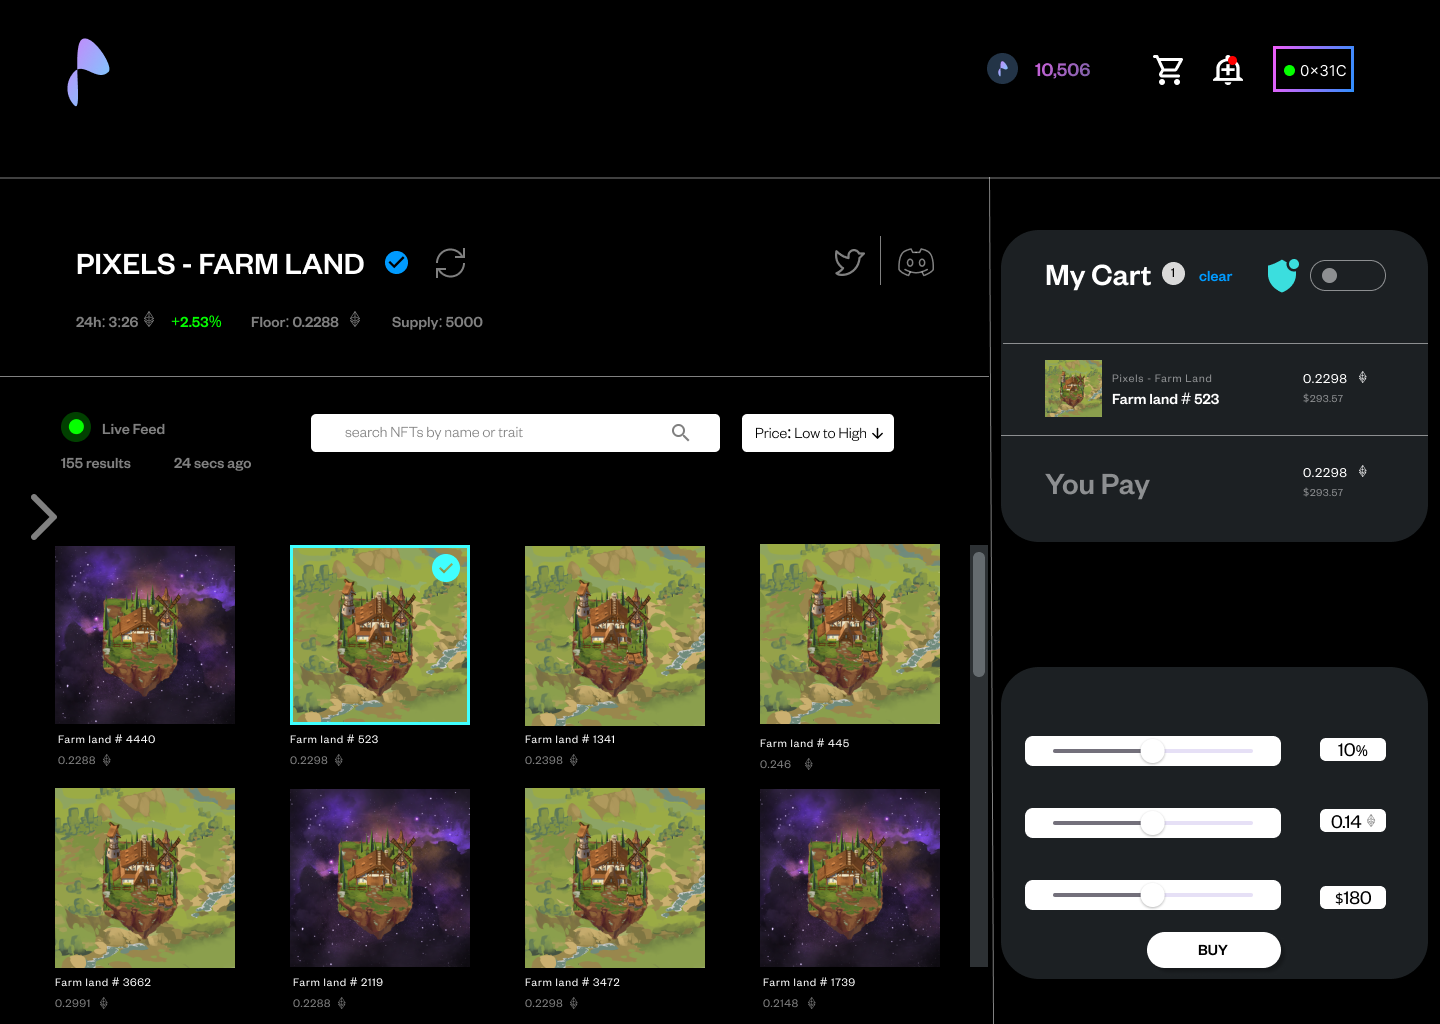 10,506
0×31C
PIXELS - FARM LAND
24h: 3:26 +2.53% Floor: 0.2288 Supply: 5000
My Cart 1 clear
Pixels - Farm Land 0.2298
Farm land # 523 $293.57
You Pay 0.2298
$293.57
Live Feed
155 results 24 secs ago
search NFTs by name or trait
Price: Low to High
Farm land # 4440
0.2288
Farm land # 523
0.2298
Farm land # 1341
0.2398
Farm land # 445
0.246
Farm land # 3662
0.2991
Farm land # 2119
0.2288
Farm land # 3472
0.2298
Farm land # 1739
0.2148
10%
0.14
$180
BUY